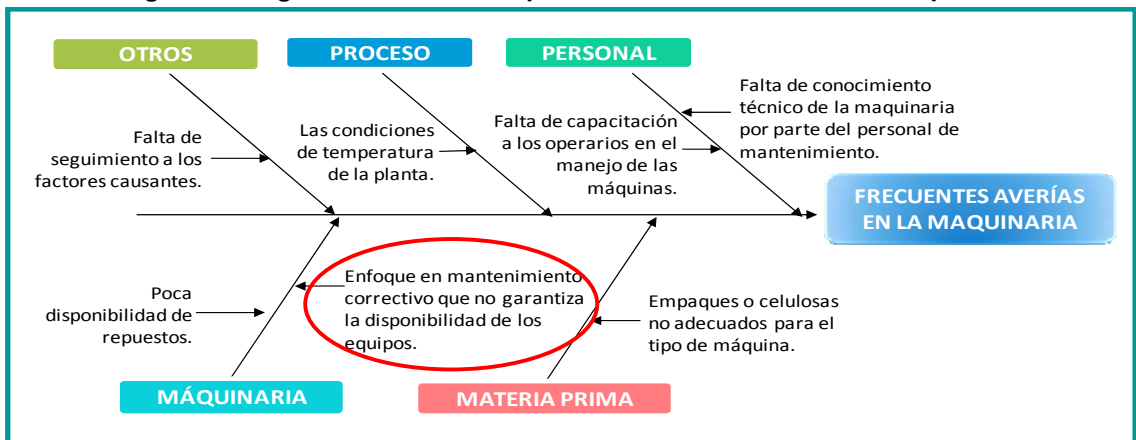 OTROS
PROCESO
PERSONAL
Falta de
seguimiento a los
factores causantes.
Las condiciones
de temperatura
de la planta.
Falta de capacitación
a los operarios en el
manejo de las
máquinas.
Falta de conocimiento
técnico de la maquinaria
por parte del personal de
mantenimiento.
FRECUENTES AVERÍAS
EN LA MAQUINARIA
Poca
disponibilidad de
repuestos.
Enfoque en mantenimiento
correctivo que no garantiza
la disponibilidad de los
equipos.
Empaques o celulosas
no adecuados para el
tipo de máquina.
MÁQUINARIA
MATERIA PRIMA